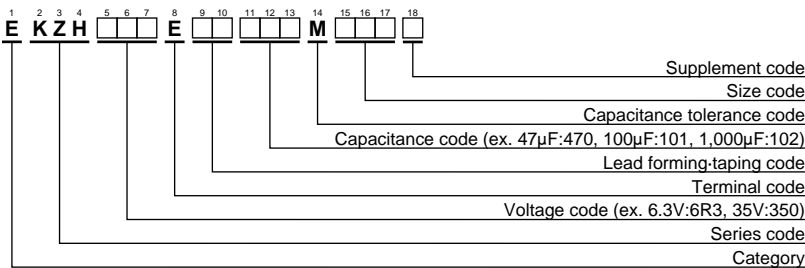 1 2 3 4 5 6 7 8 9 10 11 12 13 14 15 16 17 18
E KZH E M
Supplement code
Size code
Capacitance tolerance code
Capacitance code (ex. 47µF:470, 100µF:101, 1,000µF:102)
Lead forming·taping code
Terminal code
Voltage code (ex. 6.3V:6R3, 35V:350)
Series code
Category